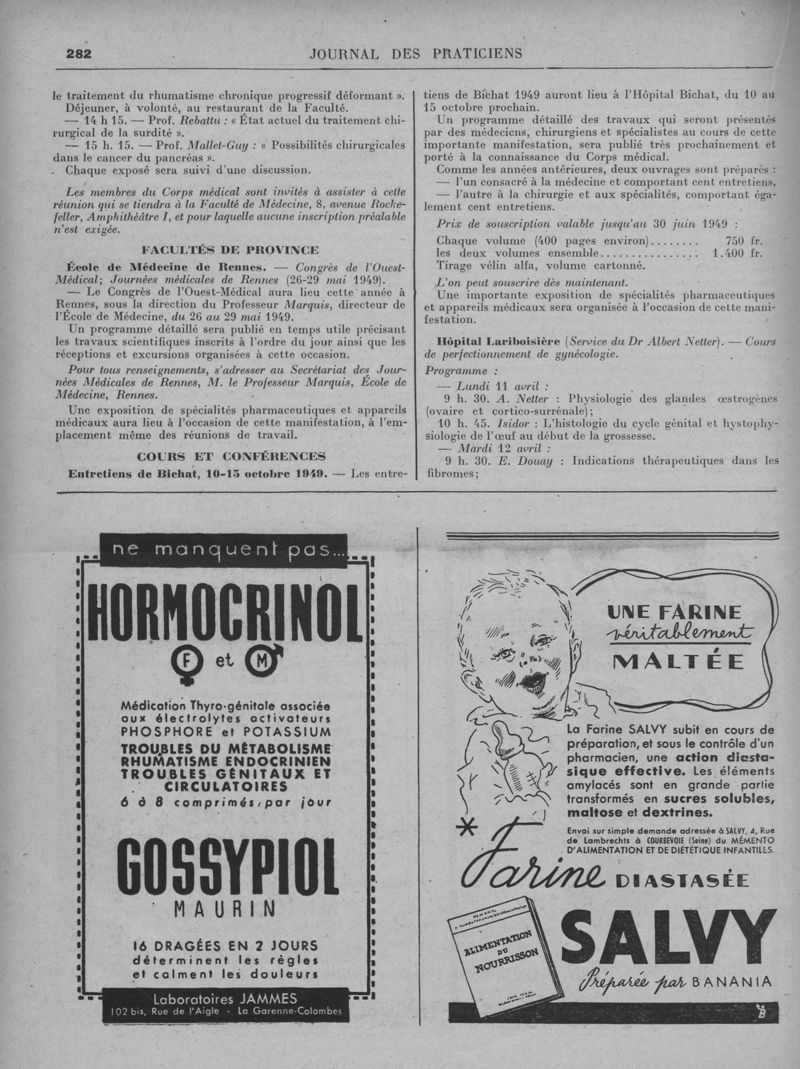 282
JOURNAL DES PRATICIENS
le traitement du rhumatisme chronique progressif déformant ».
Déjeuner, à volonté, au restaurant de la Faculté.
— 14 h 15. — Prof. Rebattu : « État actuel du traitement chi-
rurgical de la surdité ».
— 15 h. 15. — Prof. Mallet-Guy : « Possibilités chirurgicales
dans le cancer du pancréas ».
Chaque exposé sera suivi d'une discussion.
Les membres du Corps médical sont invités à assister à cette
réunion qui se tiendra à la Faculté de Médecine, 8, avenue Rocke-
feller, Amphithéâtre I, et pour laquelle aucune inscription préalable
n'est exigée.
FACULTÉS DE PROVINCE
École de Médecine de Rennes. — Congrès de l'Ouest-
Médical; Journées médicales de Rennes (26-29 mai 1949).
— Le Congrès de l'Ouest-Médical aura lieu cette année à
Rennes, sous la direction du Professeur Marquis, directeur de
l'École de Médecine, du 26 au 29 mai 1949.
Un programme détaillé sera publié en temps utile précisant
les travaux scientifiques inscrits à l'ordre du jour ainsi que les
réceptions et excursions organisées à cette occasion.
Pour tous renseignements, s'adresser au Secrétariat des Jour-
nées Médicales de Rennes, M. le Professeur Marquis, École de
Médecine, Rennes.
Une exposition de spécialités pharmaceutiques et appareils
médicaux aura lieu à l'occasion de cette manifestation, à l'em-
placement même des réunions de travail.
COURS ET CONFÉRENCES
Entretiens de Bichat, 10-15 octobre 1949. — Les entre-
tiens de Bichat 1949 auront lieu à l'Hôpital Bichat, du 10 au
15 octobre prochain.
Un programme détaillé des travaux qui seront présentés
par des médeciens, chirurgiens et spécialistes au cours de cette
importante manifestation, sera publié très prochainement et
porté à la connaissance du Corps médical.
Comme les années antérieures, deux ouvrages sont préparés :
— l'un consacré à la médecine et comportant cent entretiens,
— l'autre à la chirurgie et aux spécialités, comportant éga-
lement cent entretiens.
Prix de souscription valable jusqu'au 30 juin 1949 :
Chaque volume (400 pages environ)........ 750 fr.
les deux volumes ensemble............... 1.400 fr.
Tirage vélin alfa, volume cartonné.
L'on peut souscrire dès maintenant.
Une importante exposition de spécialités pharmaceutiques
et appareils médicaux sera organisée à l'occasion de cette mani-
festation.
Hôpital Lariboisière (Service du Dr Albert Netter). — Cours
de perfectionnement de gynécologie.
Programme :
— Lundi 11 avril :
9 h. 30. A. Netter : Physiologie des glandes œstrogènes
(ovaire et cortico-surrénale);
10 h. 45. Isidor : L'histologie du cycle génital et hystophy-
siologie de l'œuf au début de la grossesse.
— Mardi 12 avril :
9 h. 30. E. Douay : Indications thérapeutiques dans les
fibromes;
ne manquent pas...
HORMOCRINOL
F et M
Médication Thyro-génitale associée
aux électrolytes activateurs
PHOSPHORE et POTASSIUM
TROUBLES DU MÉTABOLISME
RHUMATISME ENDOCRINIEN
TROUBLES GÉNITAUX ET
CIRCULATOIRES
6 à 8 comprimés, par jour
GOSSYPIOL
MAURIN
16 DRAGÉES EN 2 JOURS
déterminent les règles
et calment les douleurs
Laboratoires JAMMES
102 bis, Rue de l'Aigle - La Garenne-Colombes
UNE FARINE
véritablement
MALTÉE
La Farine SALVY subit en cours de
préparation, et sous le contrôle d'un
pharmacien, une action diasta-
sique effective. Les éléments
amylacés sont en grande partie
transformés en sucres solubles,
maltose et dextrines.
Envoi sur simple demande adressée à SALVY, 4, Rue
de Lambrechts à COURBEVOIE (Seine) du MÉMENTO
D'ALIMENTATION ET DE DIÉTÉTIQUE INFANTILES.
* Farine DIASTASÉE
SALVY
Préparée par BANANIA
ALIMENTATION
DU
NOURRISSON